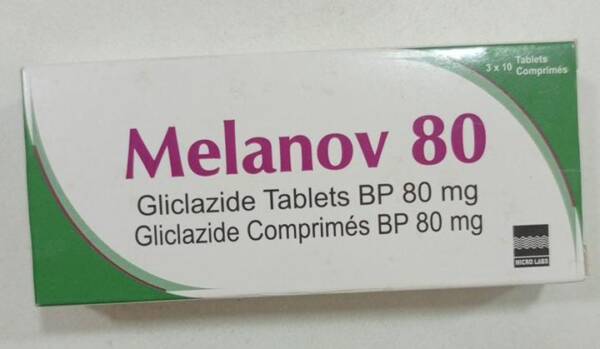 3 x 10 Tablets
Comprimés
Melanov 80
Gliclazide Tablets BP 80 mg
Gliclazide Comprimés BP 80 mg
MICRO LABS